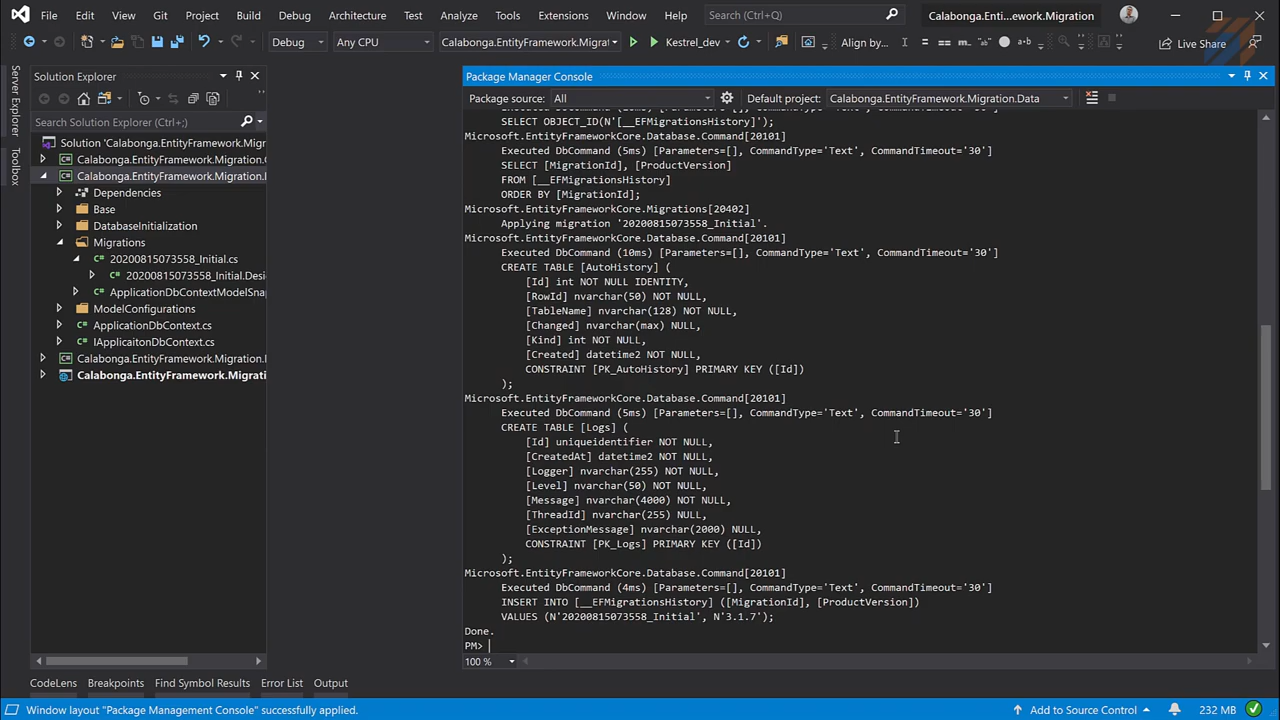 File Edit View Git Project Build Debug Architecture Test Analyze Tools Extensions Window Help Search (Ctrl+Q) Calabonga.Enti...ework.Migration
Debug Any CPU Calabonga.EntityFramework.Migrat Kestrel_dev Align by... Live Share
Server Explorer
Toolbox
Solution Explorer
Search Solution Explorer (Ctrl+;)
Solution 'Calabonga.EntityFramework.Migr
Calabonga.EntityFramework.Migration.
Calabonga.EntityFramework.Migration.
Dependencies
Base
DatabaseInitialization
Migrations
20200815073558_Initial.cs
20200815073558_Initial.Desi
ApplicationDbContextModelSnap
ModelConfigurations
ApplicationDbContext.cs
IApplicaitonDbContext.cs
Calabonga.EntityFramework.Migration.
Calabonga.EntityFramework.Migrati
Package Manager Console
Package source: All Default project: Calabonga.EntityFramework.Migration.Data
SELECT OBJECT_ID(N'[__EFMigrationsHistory]');
Microsoft.EntityFrameworkCore.Database.Command[20101]
Executed DbCommand (5ms) [Parameters=[], CommandType='Text', CommandTimeout='30']
SELECT [MigrationId], [ProductVersion]
FROM [__EFMigrationsHistory]
ORDER BY [MigrationId];
Microsoft.EntityFrameworkCore.Migrations[20402]
Applying migration '20200815073558_Initial'.
Microsoft.EntityFrameworkCore.Database.Command[20101]
Executed DbCommand (10ms) [Parameters=[], CommandType='Text', CommandTimeout='30']
CREATE TABLE [AutoHistory] (
[Id] int NOT NULL IDENTITY,
[RowId] nvarchar(50) NOT NULL,
[TableName] nvarchar(128) NOT NULL,
[Changed] nvarchar(max) NULL,
[Kind] int NOT NULL,
[Created] datetime2 NOT NULL,
CONSTRAINT [PK_AutoHistory] PRIMARY KEY ([Id])
);
Microsoft.EntityFrameworkCore.Database.Command[20101]
Executed DbCommand (5ms) [Parameters=[], CommandType='Text', CommandTimeout='30']
CREATE TABLE [Logs] (
[Id] uniqueidentifier NOT NULL,
[CreatedAt] datetime2 NOT NULL,
[Logger] nvarchar(255) NOT NULL,
[Level] nvarchar(50) NOT NULL,
[Message] nvarchar(4000) NOT NULL,
[ThreadId] nvarchar(255) NULL,
[ExceptionMessage] nvarchar(2000) NULL,
CONSTRAINT [PK_Logs] PRIMARY KEY ([Id])
);
Microsoft.EntityFrameworkCore.Database.Command[20101]
Executed DbCommand (4ms) [Parameters=[], CommandType='Text', CommandTimeout='30']
INSERT INTO [__EFMigrationsHistory] ([MigrationId], [ProductVersion])
VALUES (N'20200815073558_Initial', N'3.1.7');
Done.
PM>
100 %
CodeLens Breakpoints Find Symbol Results Error List Output
Window layout "Package Management Console" successfully applied. Add to Source Control 232 MB